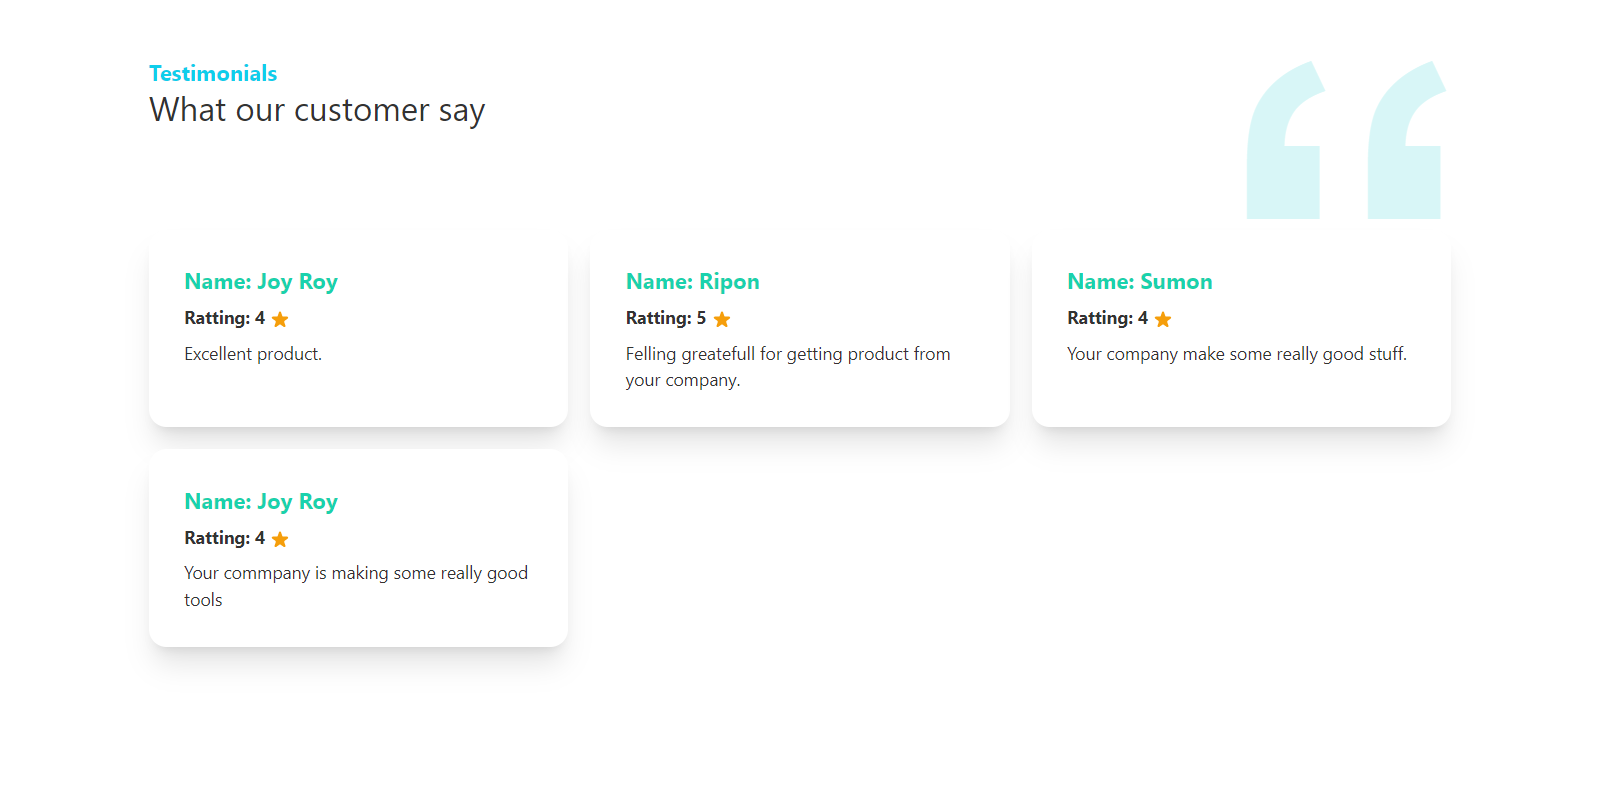 Testimonials
What our customer say
Name: Joy Roy
Ratting: 4
Excellent product.
Name: Ripon
Ratting: 5
Felling greatefull for getting product from
your company.
Name: Sumon
Ratting: 4
Your company make some really good stuff.
Name: Joy Roy
Ratting: 4
Your commpany is making some really good
tools